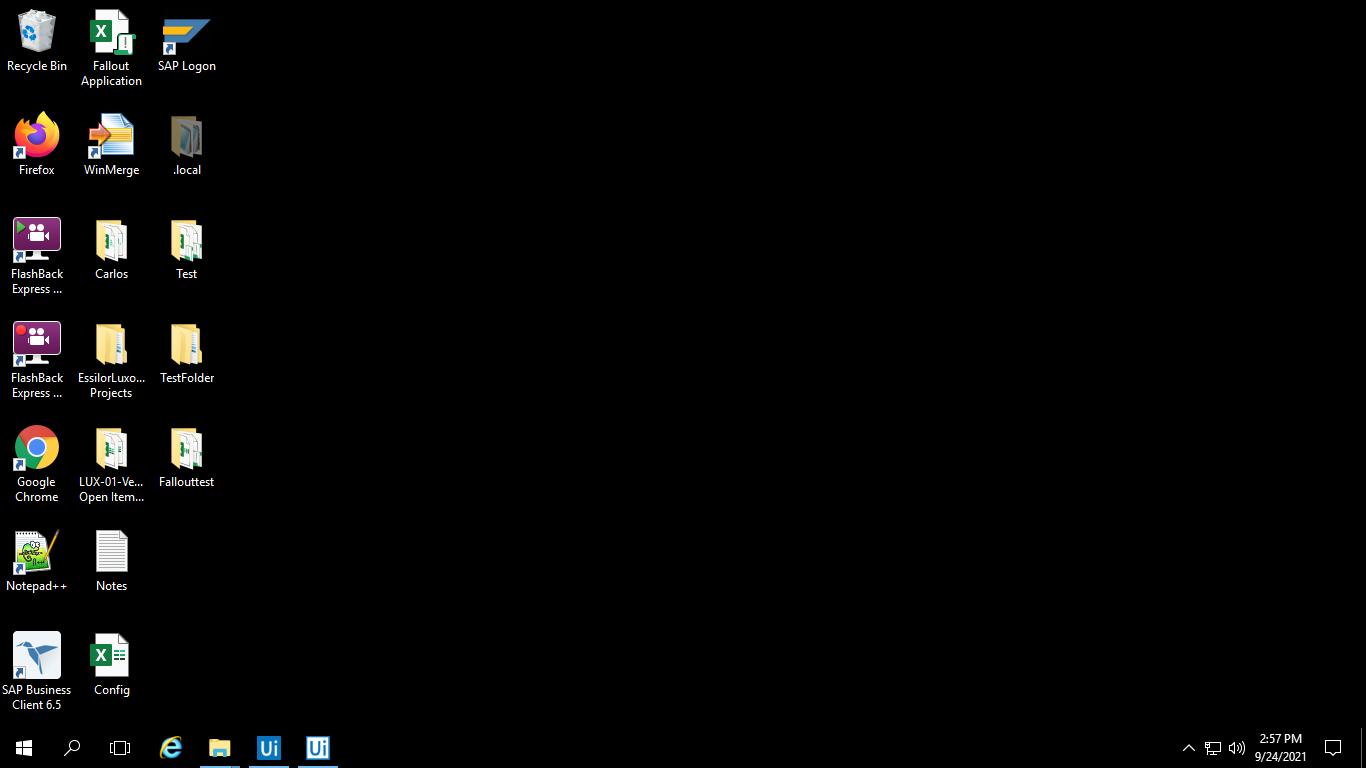 Recycle Bin
Fallout
Application
SAP Logon
Firefox
WinMerge
.local
FlashBack
Express ...
Carlos
Test
FlashBack
Express ...
EssilorLuxo...
Projects
TestFolder
Google
Chrome
LUX-01-Ve...
Open Item...
Fallouttest
Notepad++
Notes
SAP Business
Client 6.5
Config
Ui
Ui
2:57 PM
9/24/2021